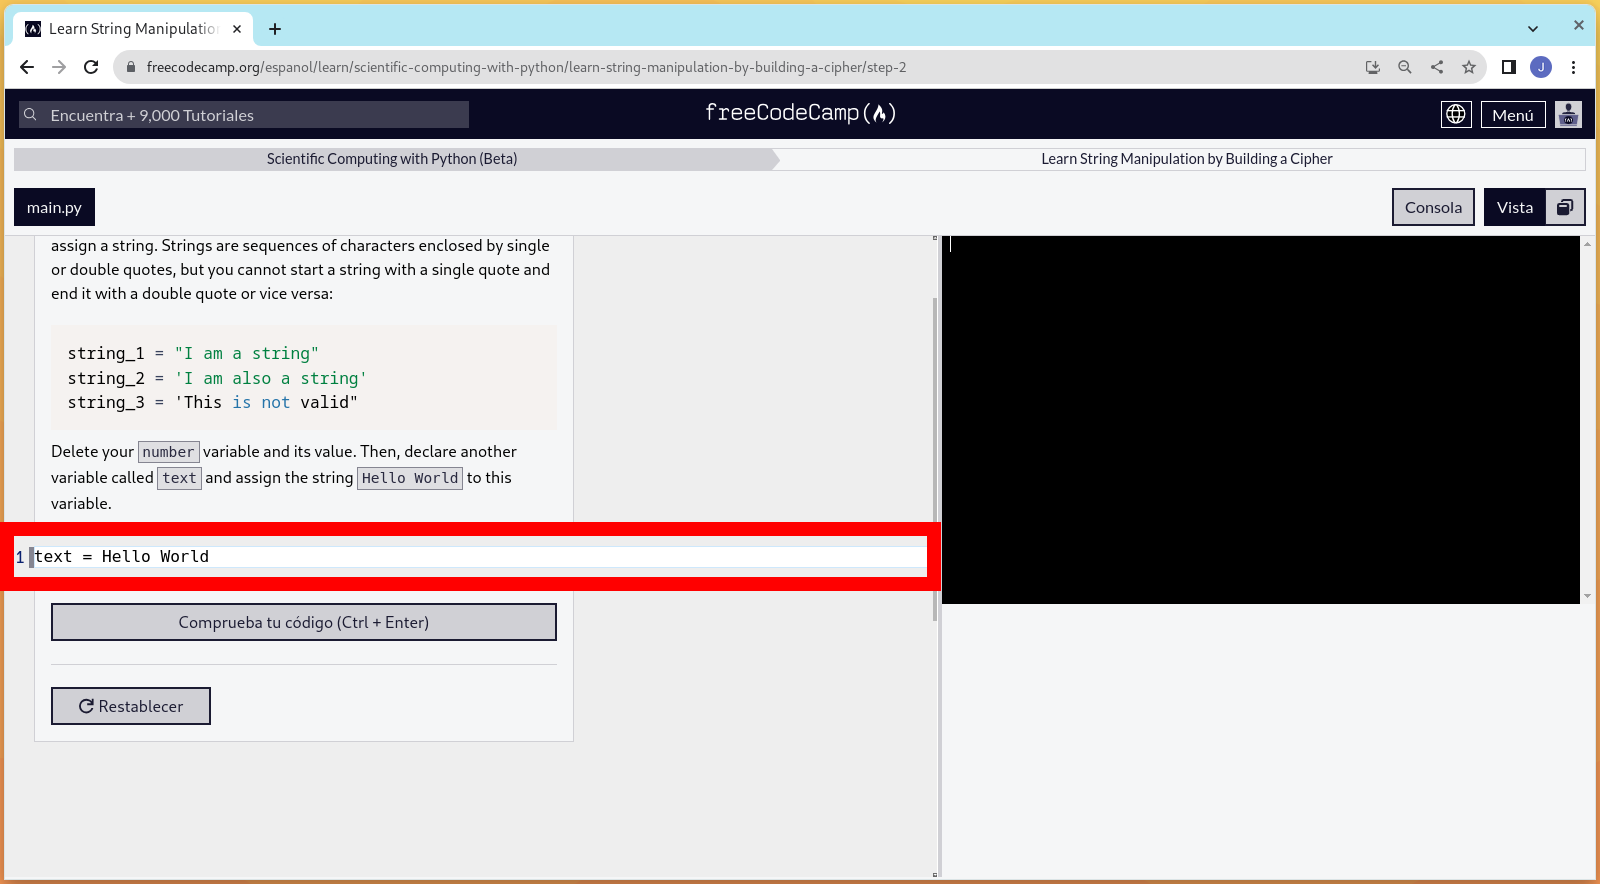 Learn String Manipulatio
freecodecamp.org/espanol/learn/scientific-computing-with-python/learn-string-manipulation-by-building-a-cipher/step-2
J
Encuentra + 9,000 Tutoriales
freeCodeCamp
Menú
Scientific Computing with Python (Beta)
Learn String Manipulation by Building a Cipher
main.py
Consola
Vista
assign a string. Strings are sequences of characters enclosed by single
or double quotes, but you cannot start a string with a single quote and
end it with a double quote or vice versa:
string_1 = "I am a string"
string_2 = 'I am also a string'
string_3 = 'This is not valid"
Delete your number variable and its value. Then, declare another
variable called text and assign the string Hello World to this
variable.
1 text = Hello World
Comprueba tu código (Ctrl + Enter)
Restablecer